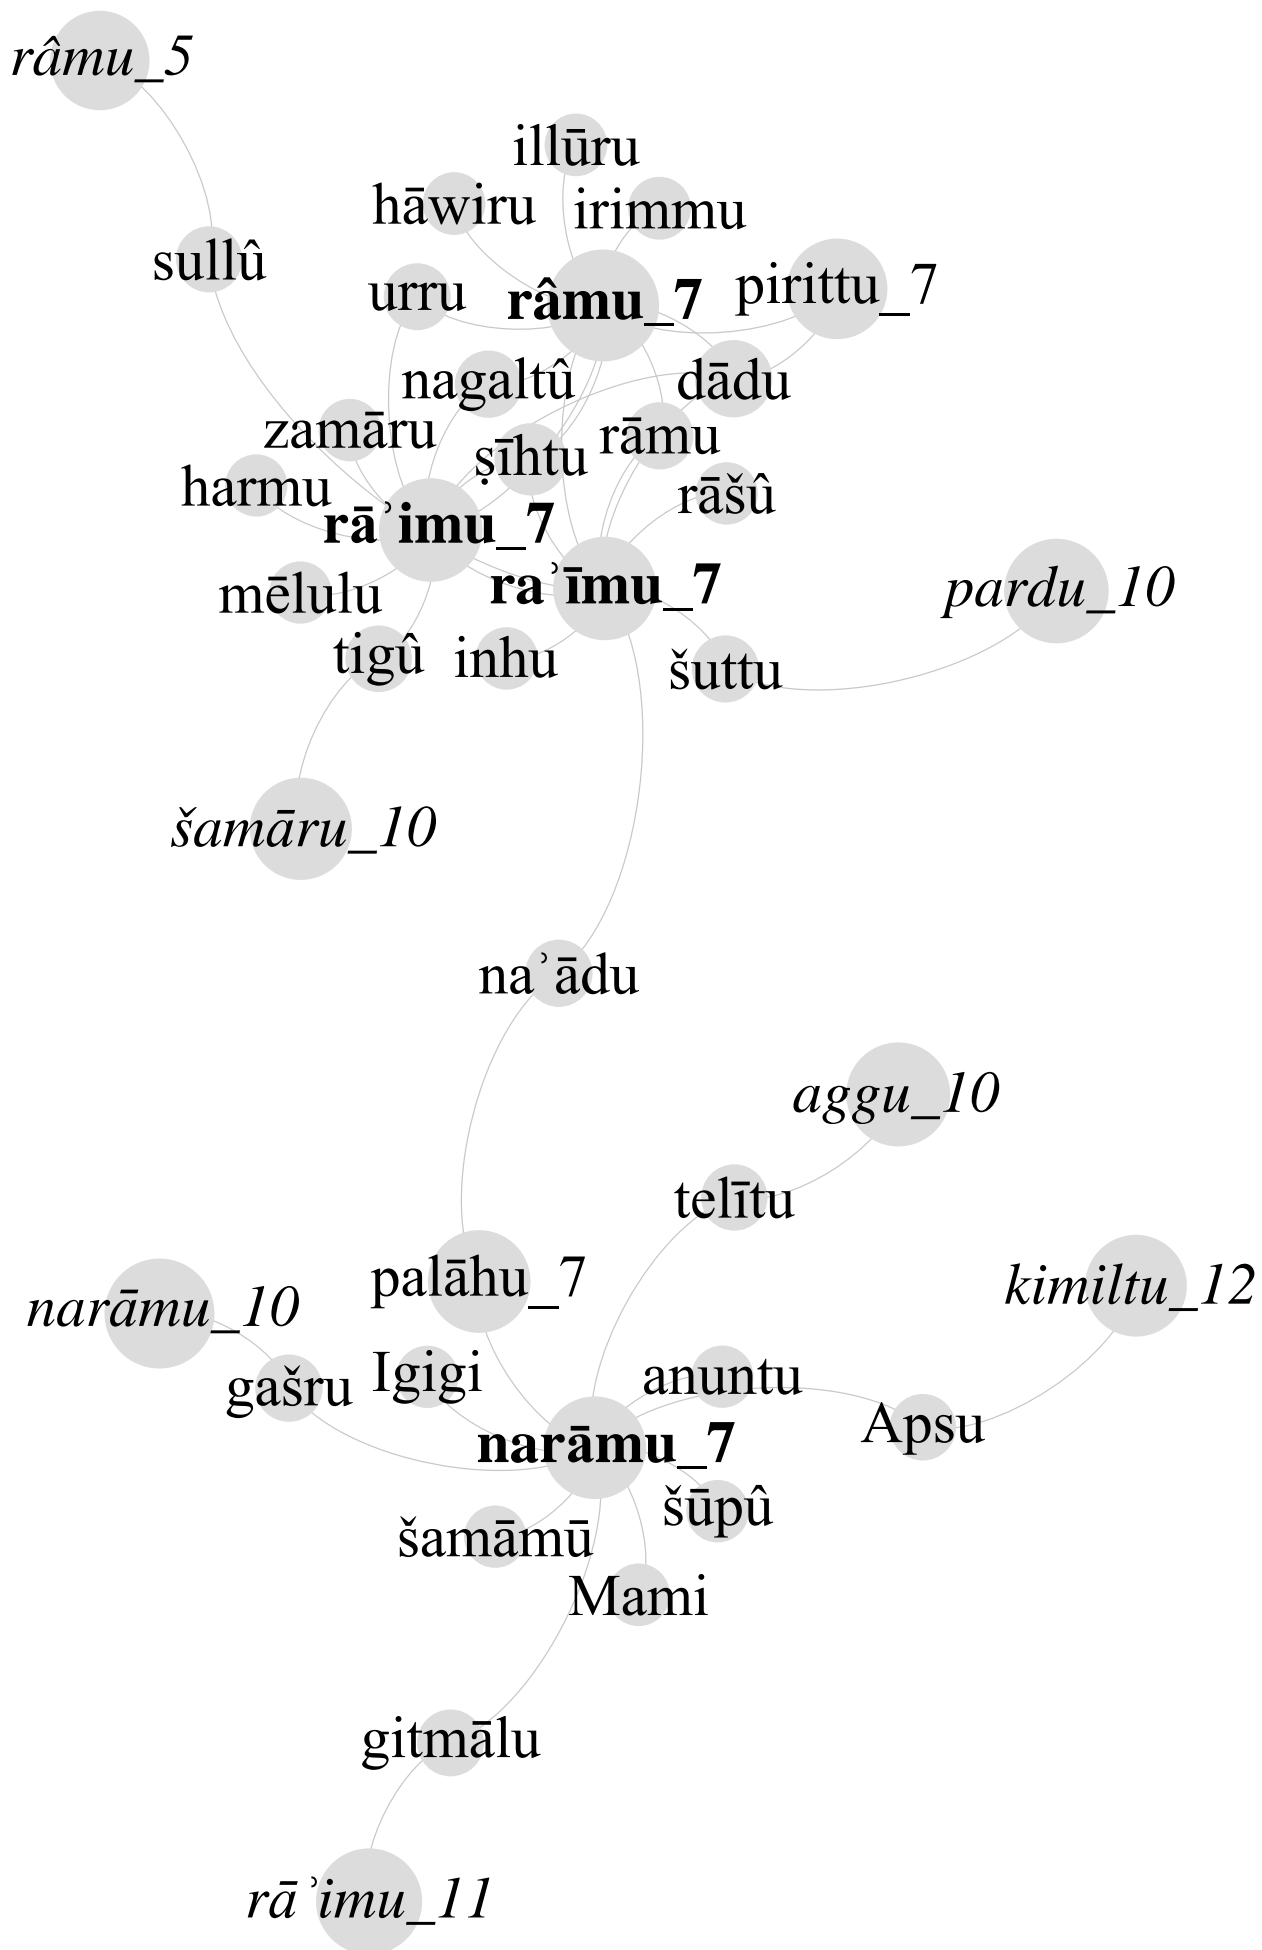 râmu_5
illūru
hāwiru
irimmu
sullû
urru
râmu_7
pirittu_7
nagaltû
dādu
zamāru
ṣīhtu
rāmu
harmu
rāšû
rāʾimu_7
mēlulu
raʾīmu_7
pardu_10
tigû
inhu
šuttu
šamāru_10
naʾādu
aggu_10
telītu
palāhu_7
kimiltu_12
narāmu_10
gašru
Igigi
anuntu
Apsu
narāmu_7
šūpû
šamāmū
Mami
gitmālu
rāʾimu_11